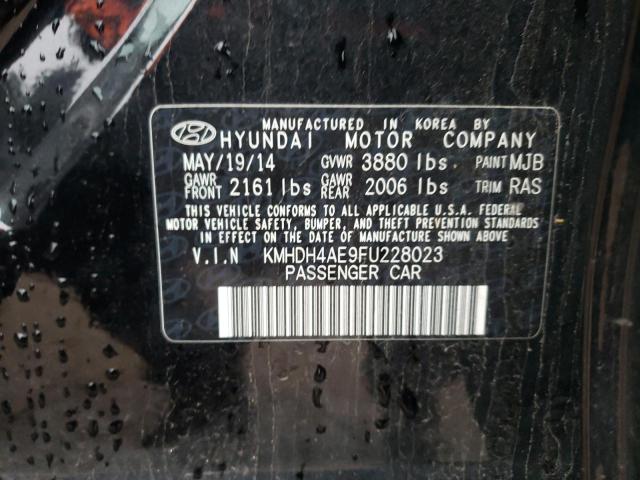 MANUFACTURED IN KOREA BY
HYUNDAI MOTOR COMPANY
MAY/19/14 GVWR 3880 lbs PAINT MJB
GAWR FRONT 2161 lbs GAWR REAR 2006 lbs TRIM RAS
THIS VEHICLE CONFORMS TO ALL APPLICABLE U.S.A. FEDERAL
MOTOR VEHICLE SAFETY, BUMPER, AND THEFT PREVENTION STANDARDS
IN EFFECT ON THE DATE OF MANUFACTURE SHOWN ABOVE
V.I.N KMHDH4AE9FU228023
PASSENGER CAR